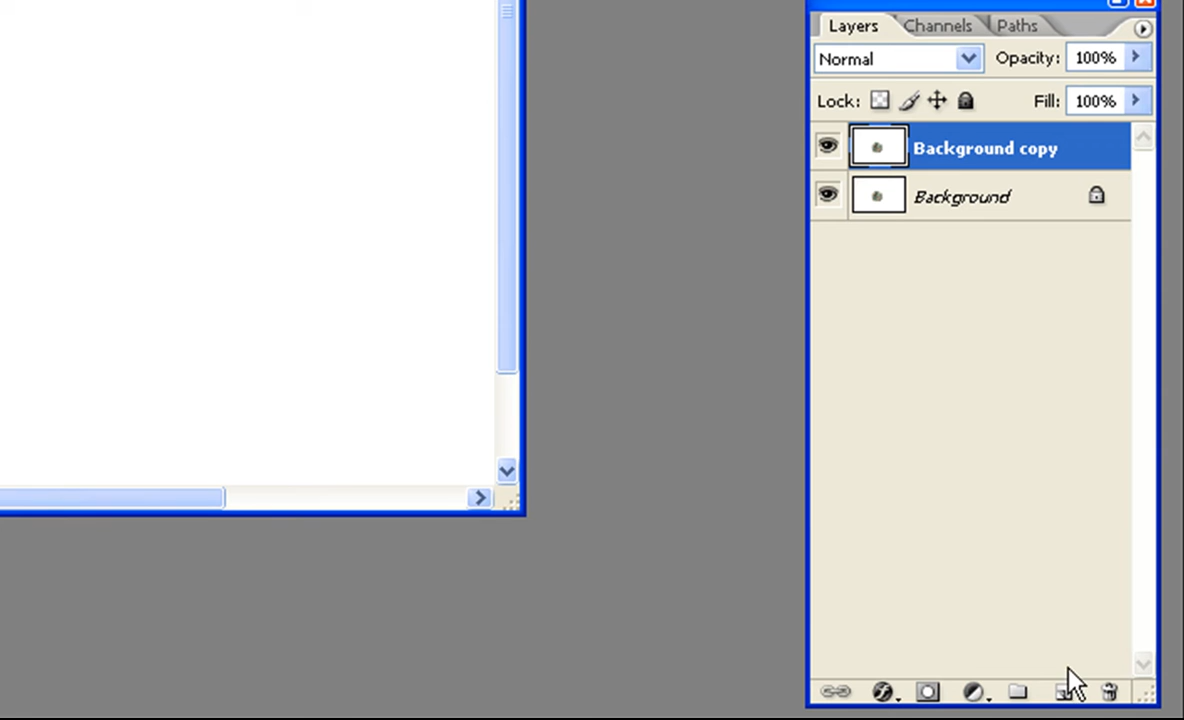 Layers Channels Paths
Normal Opacity: 100%
Lock: Fill: 100%
Background copy
Background